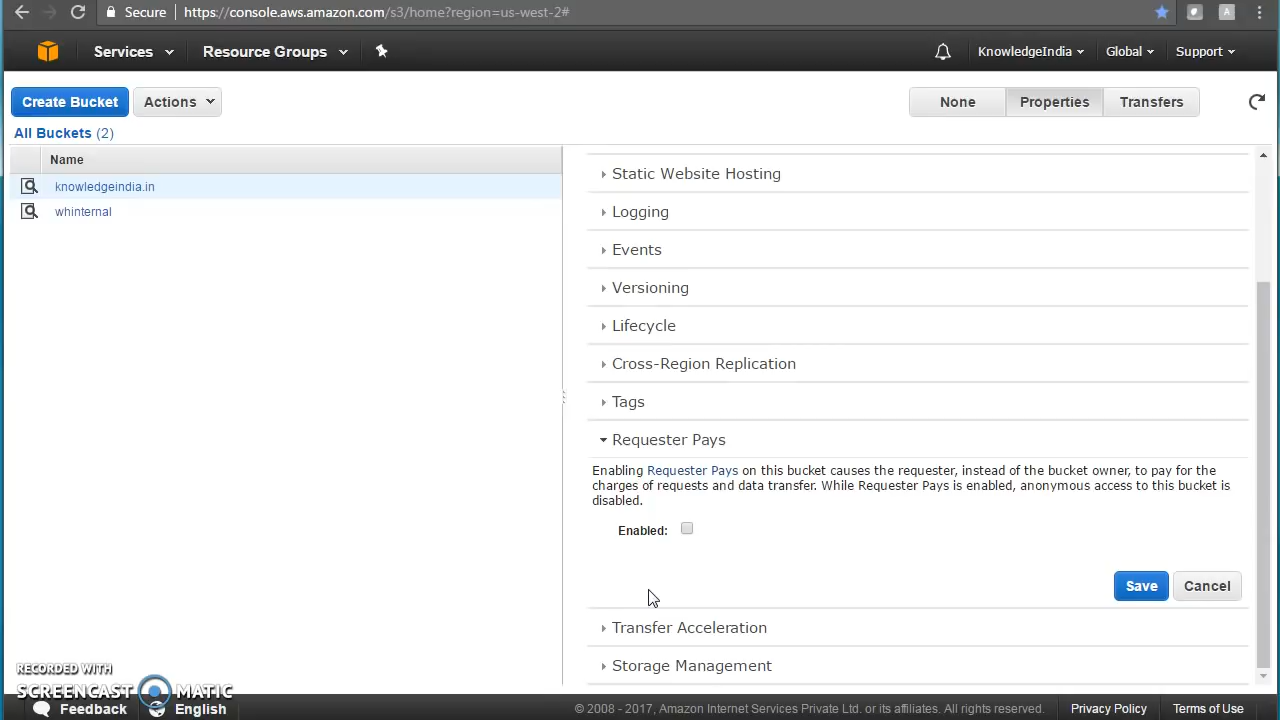 Secure https://console.aws.amazon.com/s3/home?region=us-west-2#
Services Resource Groups KnowledgeIndia Global Support
Create Bucket Actions None Properties Transfers
All Buckets (2)
Name
knowledgeindia.in
whinternal
Static Website Hosting
Logging
Events
Versioning
Lifecycle
Cross-Region Replication
Tags
Requester Pays
Enabling Requester Pays on this bucket causes the requester, instead of the bucket owner, to pay for the
charges of requests and data transfer. While Requester Pays is enabled, anonymous access to this bucket is
disabled.
Enabled:
Save Cancel
Transfer Acceleration
Storage Management
RECORDED WITH
SCREENCAST MATIC
Feedback English © 2008 - 2017, Amazon Internet Services Private Ltd. or its affiliates. All rights reserved. Privacy Policy Terms of Use